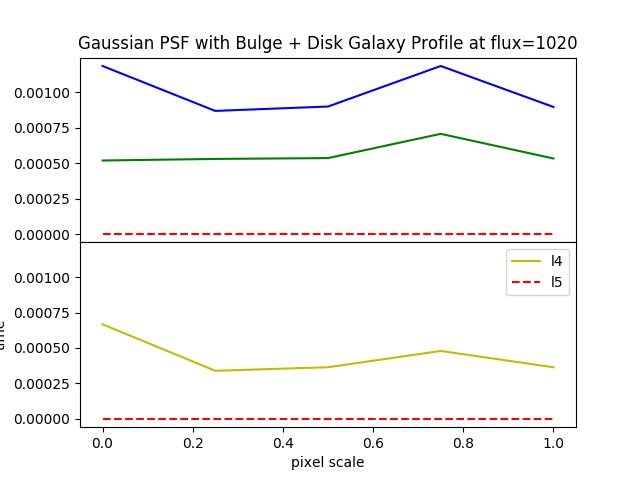 Gaussian PSF with Bulge + Disk Galaxy Profile at flux=1020
0.00100
0.00075
0.00050
0.00025
0.00000
0.00100
0.00075
0.00050
0.00025
0.00000
l4
l5
0.0 0.2 0.4 0.6 0.8 1.0
pixel scale